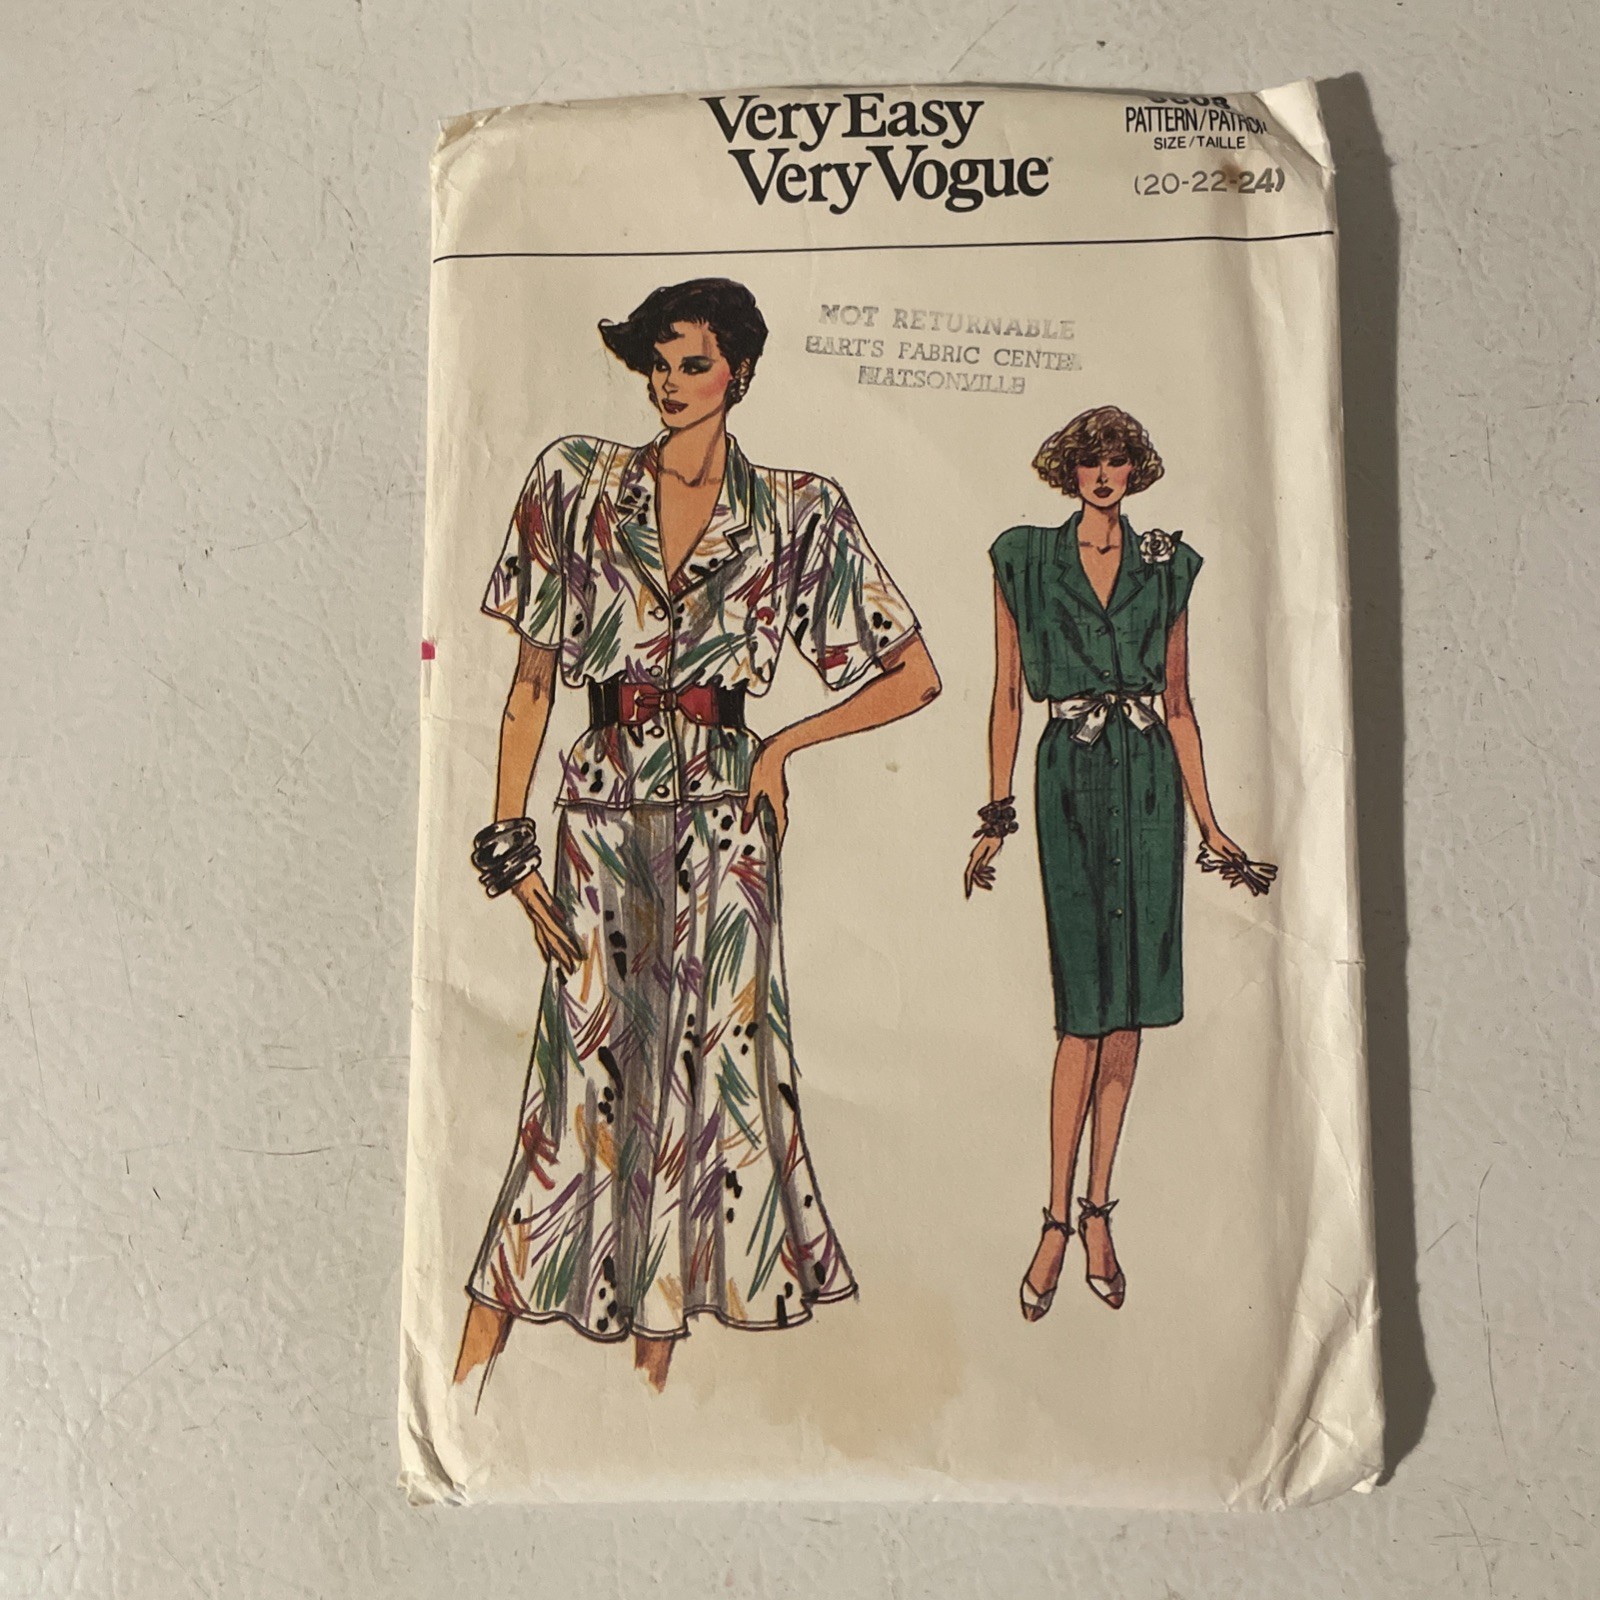 Very Easy
Very Vogue
PATTERN/PATRON
SIZE/TAILLE
(20-22-24)
NOT RETURNABLE
HART'S FABRIC CENTER
WATSONVILLE